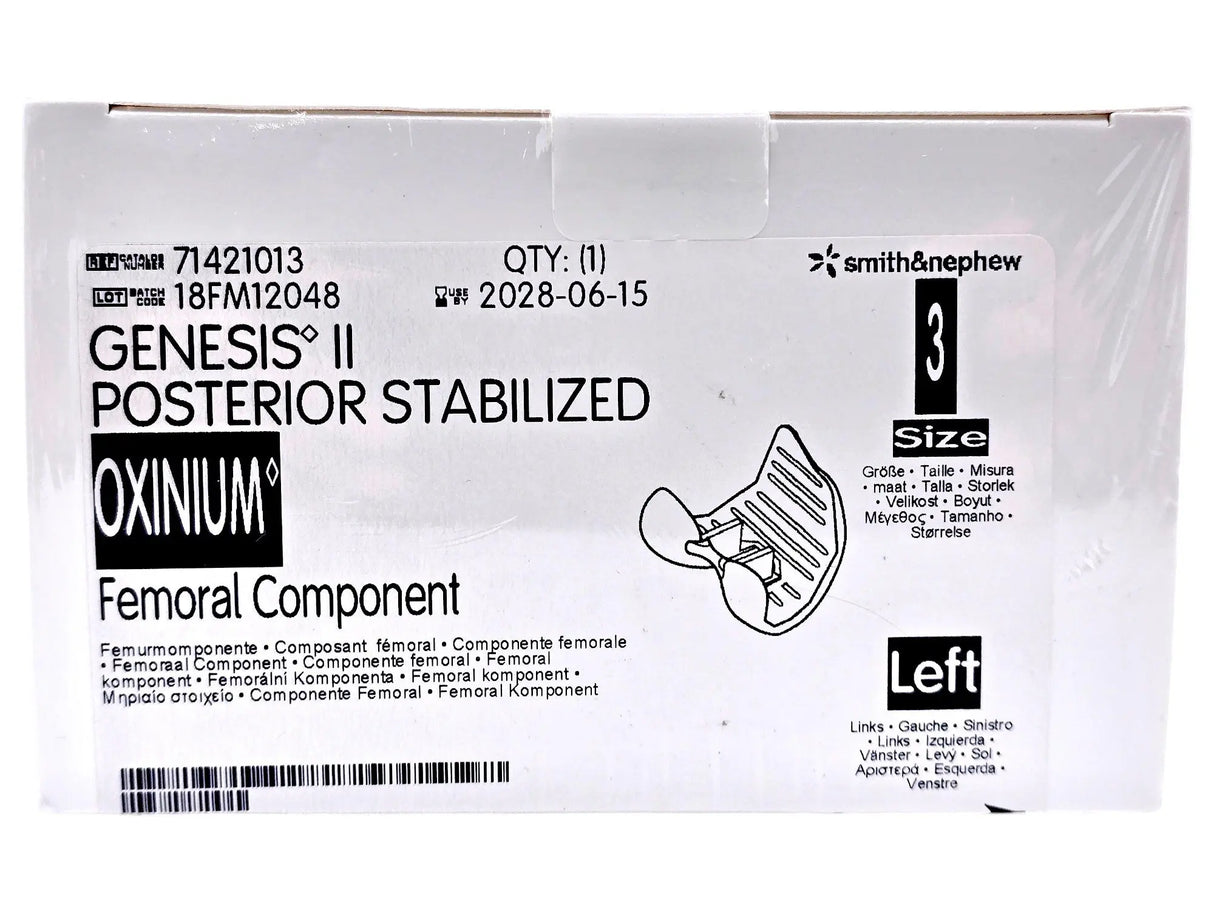 REF CATALOG NUMBER 71421013 QTY: (1)
LOT BATCH CODE 18FM12048 USE BY 2028-06-15
smith&nephew
GENESIS◊ II
POSTERIOR STABILIZED
OXINIUM◊
Femoral Component
Femurmomponente • Composant fémoral • Componente femorale
• Femoraal Component • Componente femoral • Femoral
komponent • Femorální Komponenta • Femoral komponent •
Μηριαίο στοιχείο • Componente Femoral • Femoral Komponent
3
Size
Größe • Taille • Misura
• maat • Talla • Storlek
• Velikost • Boyut •
Μέγεθος • Tamanho •
Størrelse
Left
Links • Gauche • Sinistro
• Links • Izquierda •
Vänster • Levý • Sol •
Αριστερά • Esquerda •
Venstre